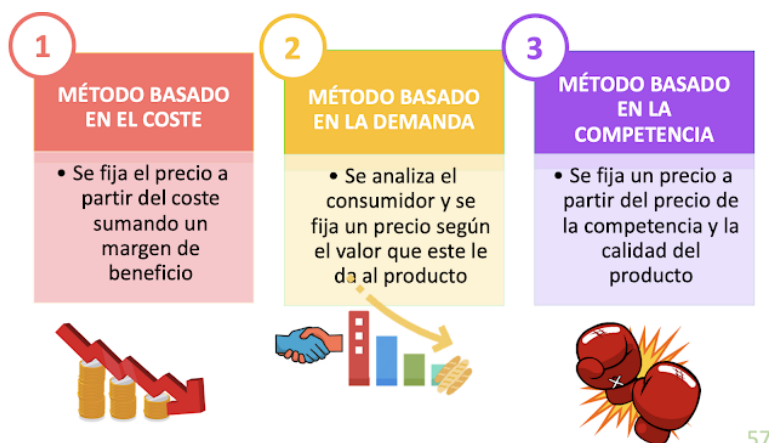 1
MÉTODO BASADO
EN EL COSTE
• Se fija el precio a
partir del coste
sumando un
margen de
beneficio
2
MÉTODO BASADO
EN LA DEMANDA
• Se analiza el
consumidor y se
fija un precio según
el valor que este le
da al producto
3
MÉTODO BASADO
EN LA
COMPETENCIA
• Se fija un precio a
partir del precio de
la competencia y la
calidad del
producto
57